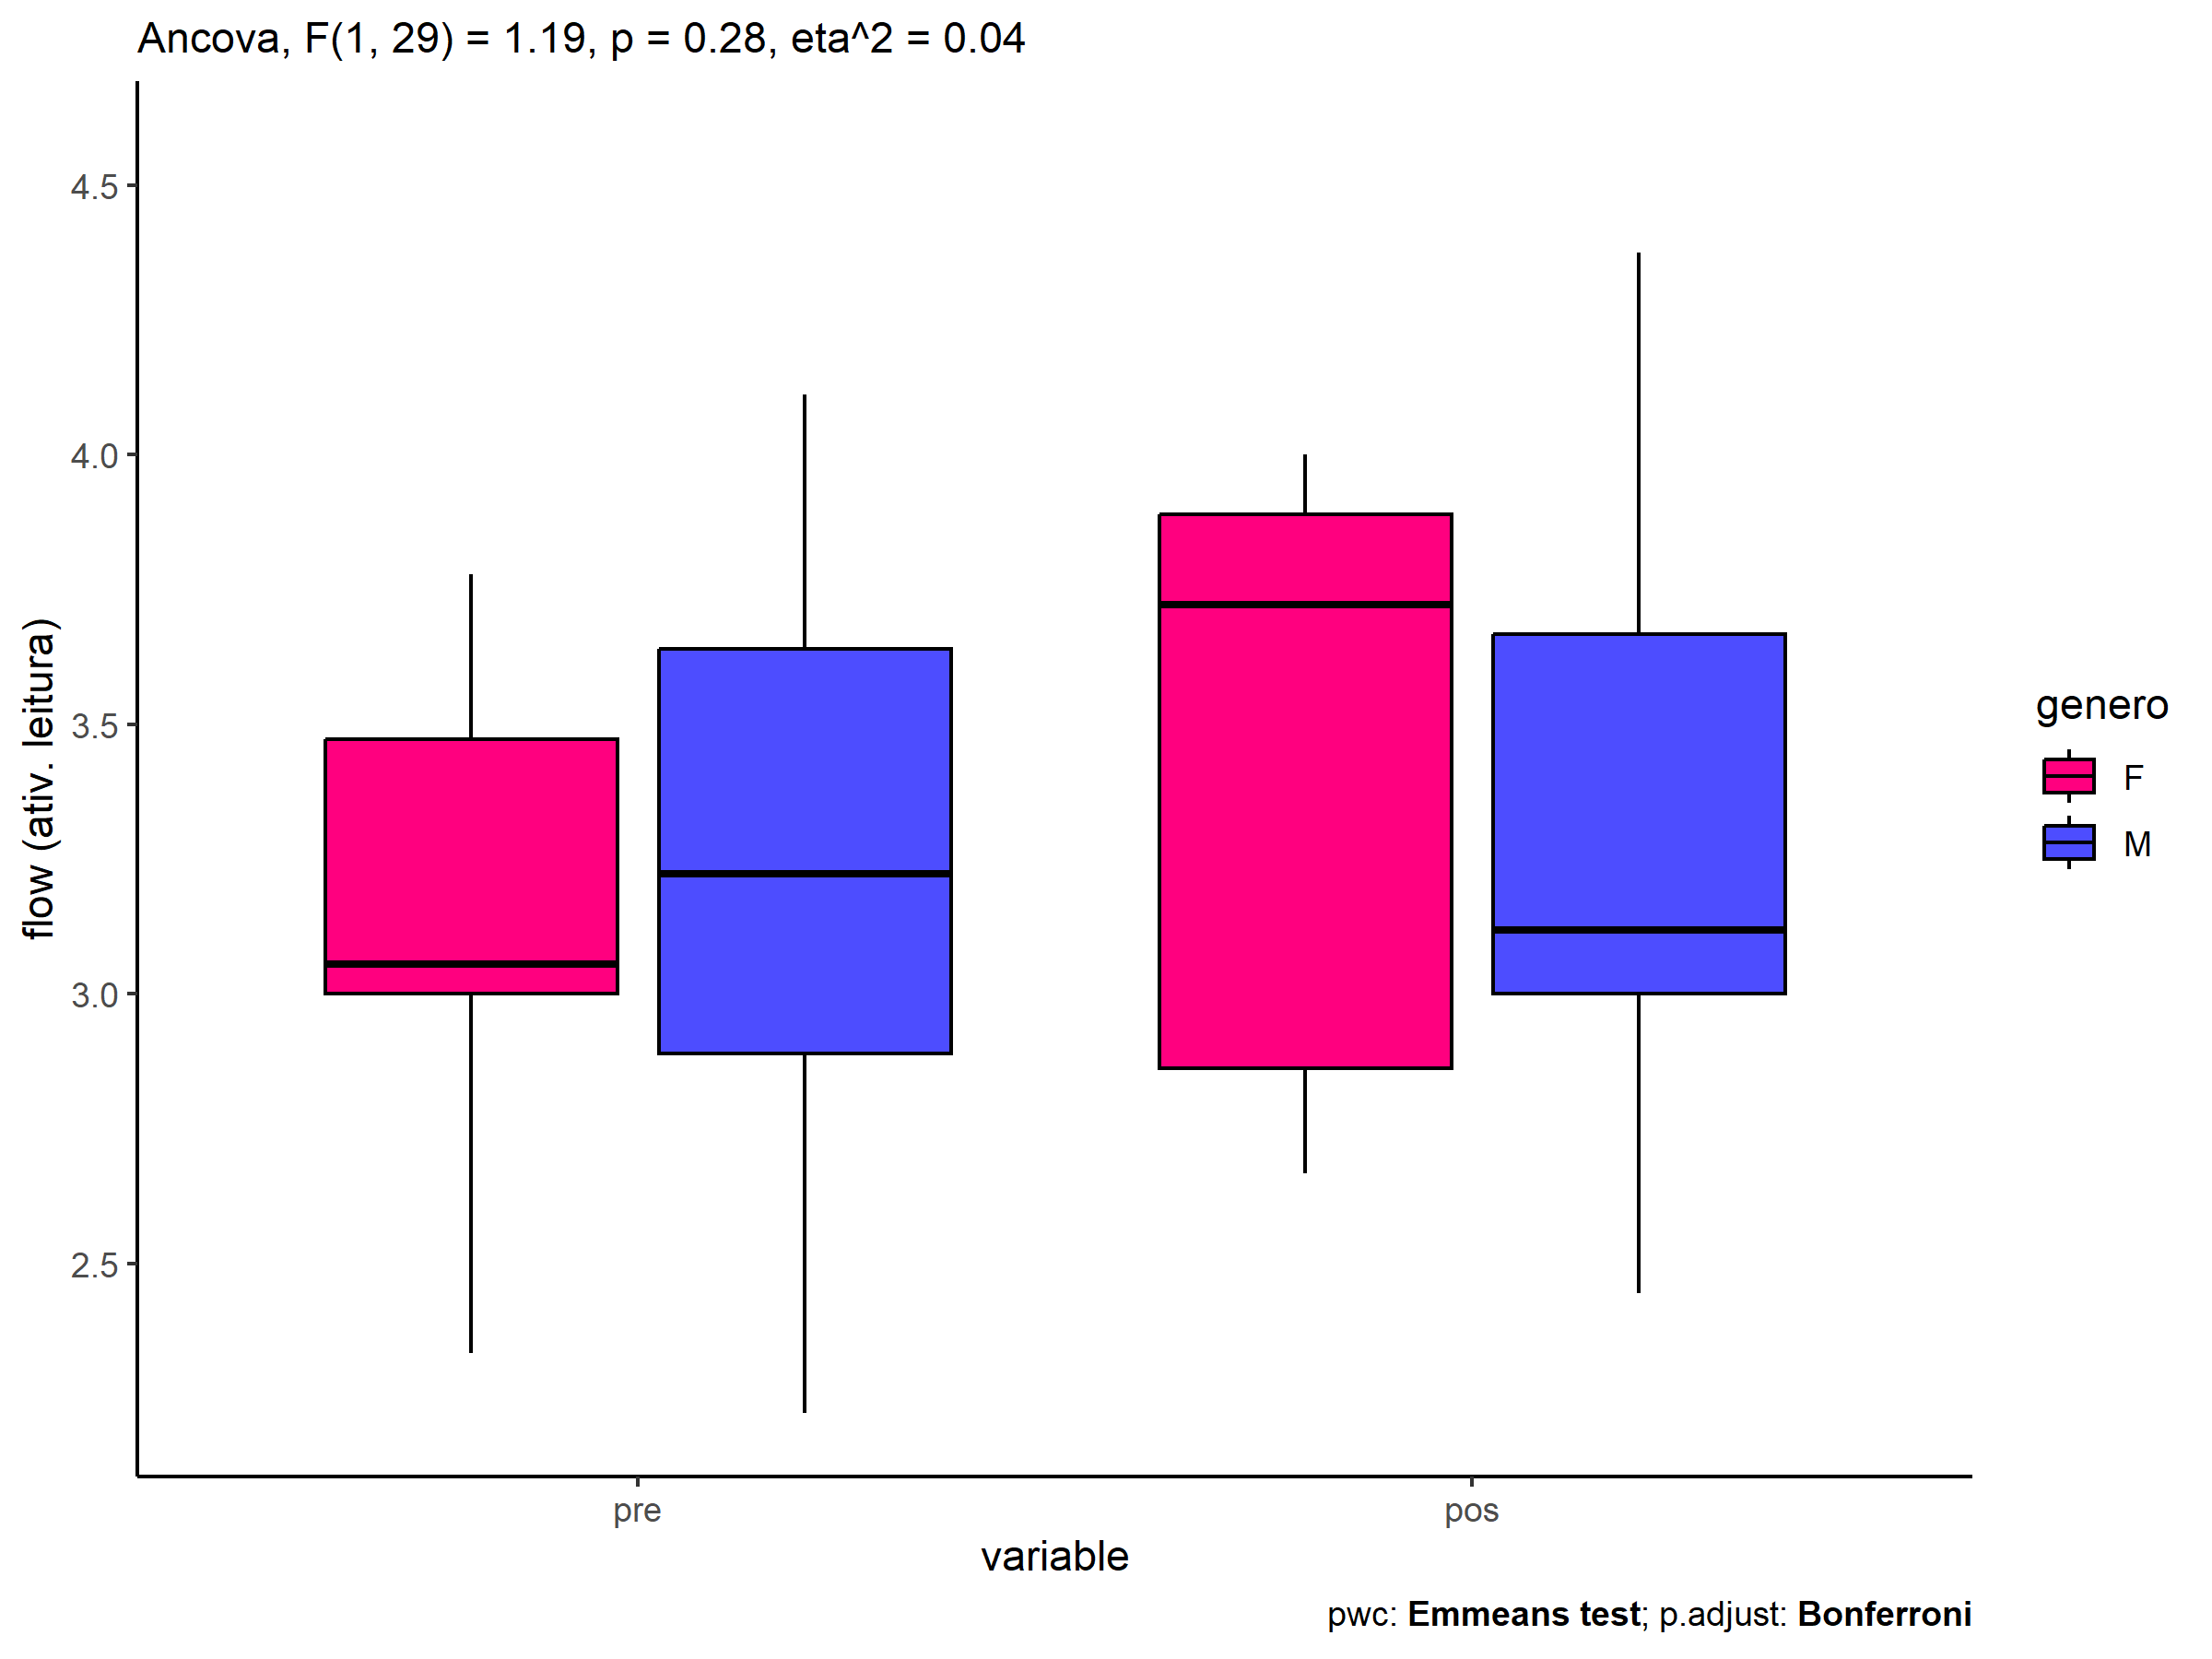 Ancova, F(1, 29) = 1.19, p = 0.28, eta^2 = 0.04
flow (ativ. leitura)
4.5
4.0
3.5
3.0
2.5
pre
pos
variable
genero
F
M
pwc: Emmeans test; p.adjust: Bonferroni